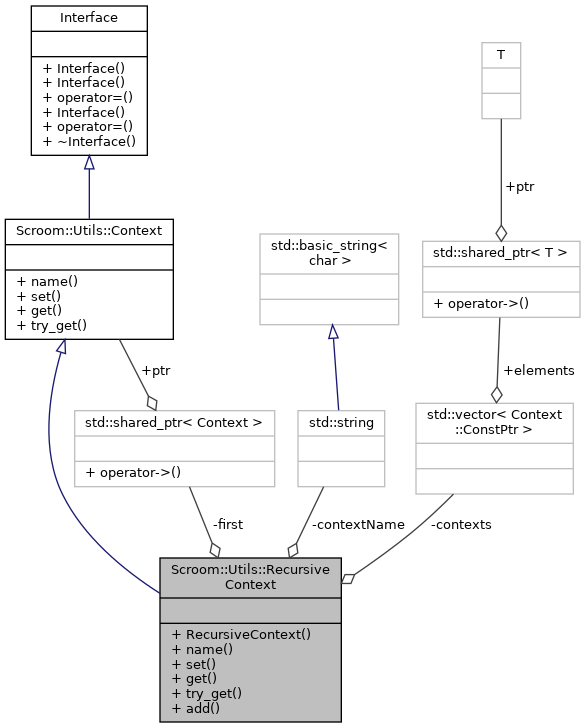 Interface
+ Interface()
+ Interface()
+ operator=()
+ Interface()
+ operator=()
+ ~Interface()
T
+ptr
Scroom::Utils::Context
+ name()
+ set()
+ get()
+ try_get()
std::basic_string<
char >
std::shared_ptr< T >
+ operator->()
+ptr
+elements
std::shared_ptr< Context >
+ operator->()
std::string
std::vector< Context
::ConstPtr >
-first
-contextName
-contexts
Scroom::Utils::Recursive
Context
+ RecursiveContext()
+ name()
+ set()
+ get()
+ try_get()
+ add()